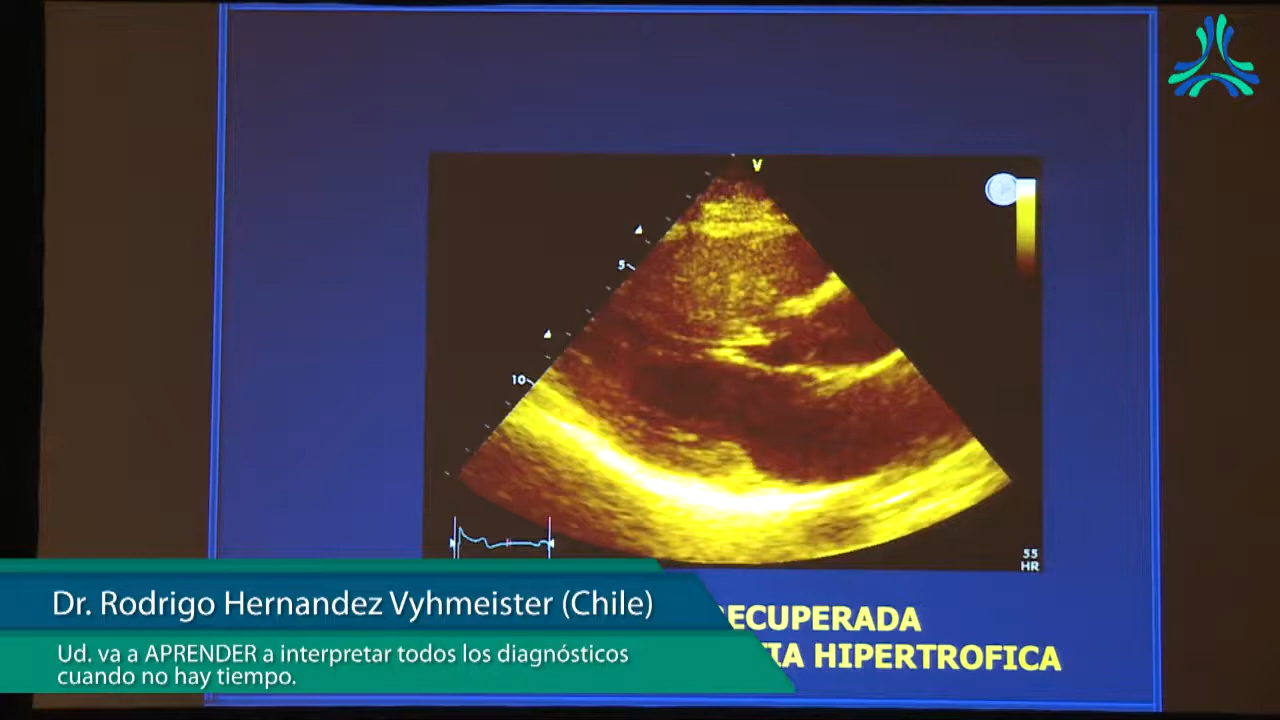 V
5
10
55
HR
ECUPERADA
IA HIPERTROFICA
Dr. Rodrigo Hernandez Vyhmeister (Chile)
Ud. va a APRENDER a interpretar todos los diagnósticos
cuando no hay tiempo.